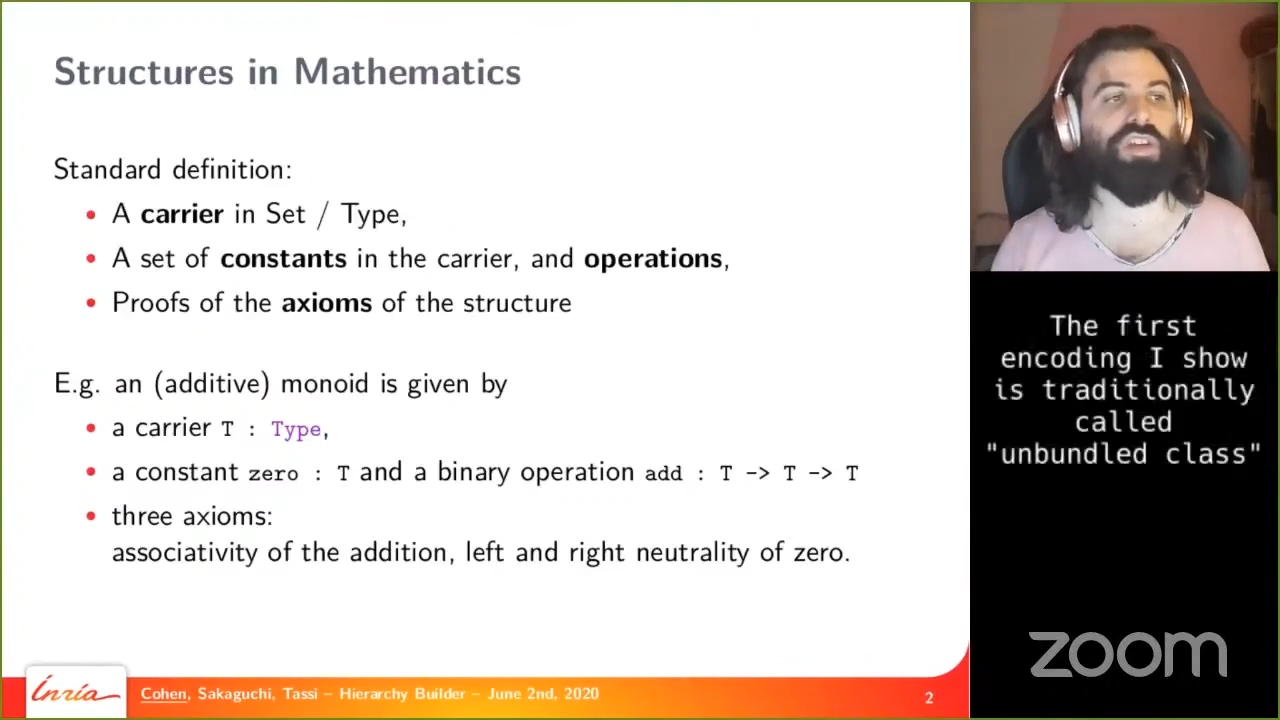 Structures in Mathematics
Standard definition:
• A carrier in Set / Type,
• A set of constants in the carrier, and operations,
• Proofs of the axioms of the structure
E.g. an (additive) monoid is given by
• a carrier T : Type,
• a constant zero : T and a binary operation add : T -> T -> T
• three axioms:
associativity of the addition, left and right neutrality of zero.
Inria
Cohen, Sakaguchi, Tassi – Hierarchy Builder – June 2nd, 2020
2
The first
encoding I show
is traditionally
called
"unbundled class"
zoom